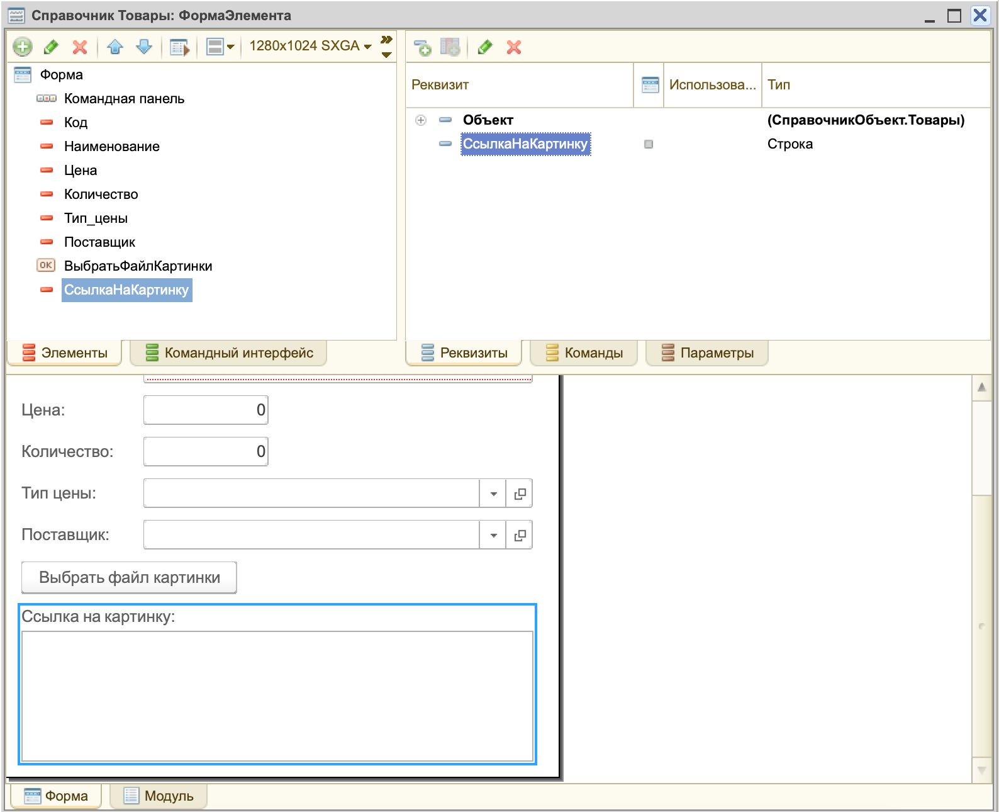 Справочник Товары: ФормаЭлемента
1280x1024 SXGA
Форма
Командная панель
Код
Наименование
Цена
Количество
Тип_цены
Поставщик
OK ВыбратьФайлКартинки
СсылкаНаКартинку
Элементы Командный интерфейс
Реквизит Использова... Тип
Объект (СправочникОбъект.Товары)
СсылкаНаКартинку Строка
Реквизиты Команды Параметры
Цена: 0
Количество: 0
Тип цены:
Поставщик:
Выбрать файл картинки
Ссылка на картинку:
Форма Модуль